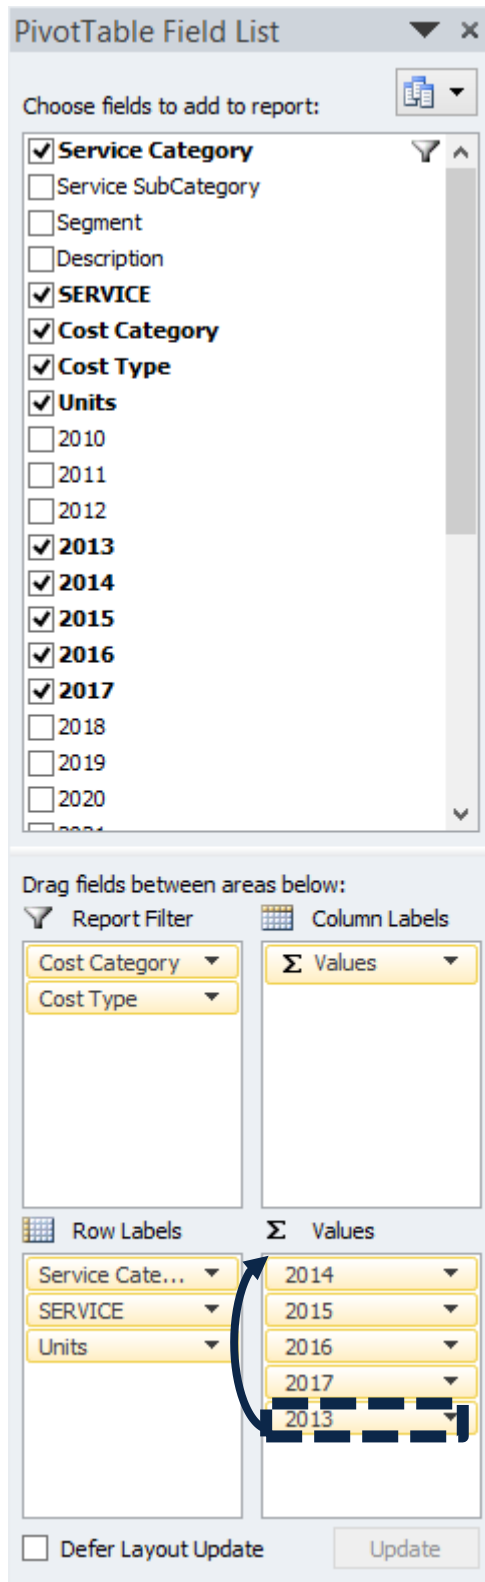 PivotTable Field List
Choose fields to add to report:
Service Category
Service SubCategory
Segment
Description
SERVICE
Cost Category
Cost Type
Units
2010
2011
2012
2013
2014
2015
2016
2017
2018
2019
2020
Drag fields between areas below:
Report Filter
Column Labels
Cost Category
Cost Type
Σ Values
Row Labels
Σ Values
Service Cate...
SERVICE
Units
2014
2015
2016
2017
2013
Defer Layout Update
Update